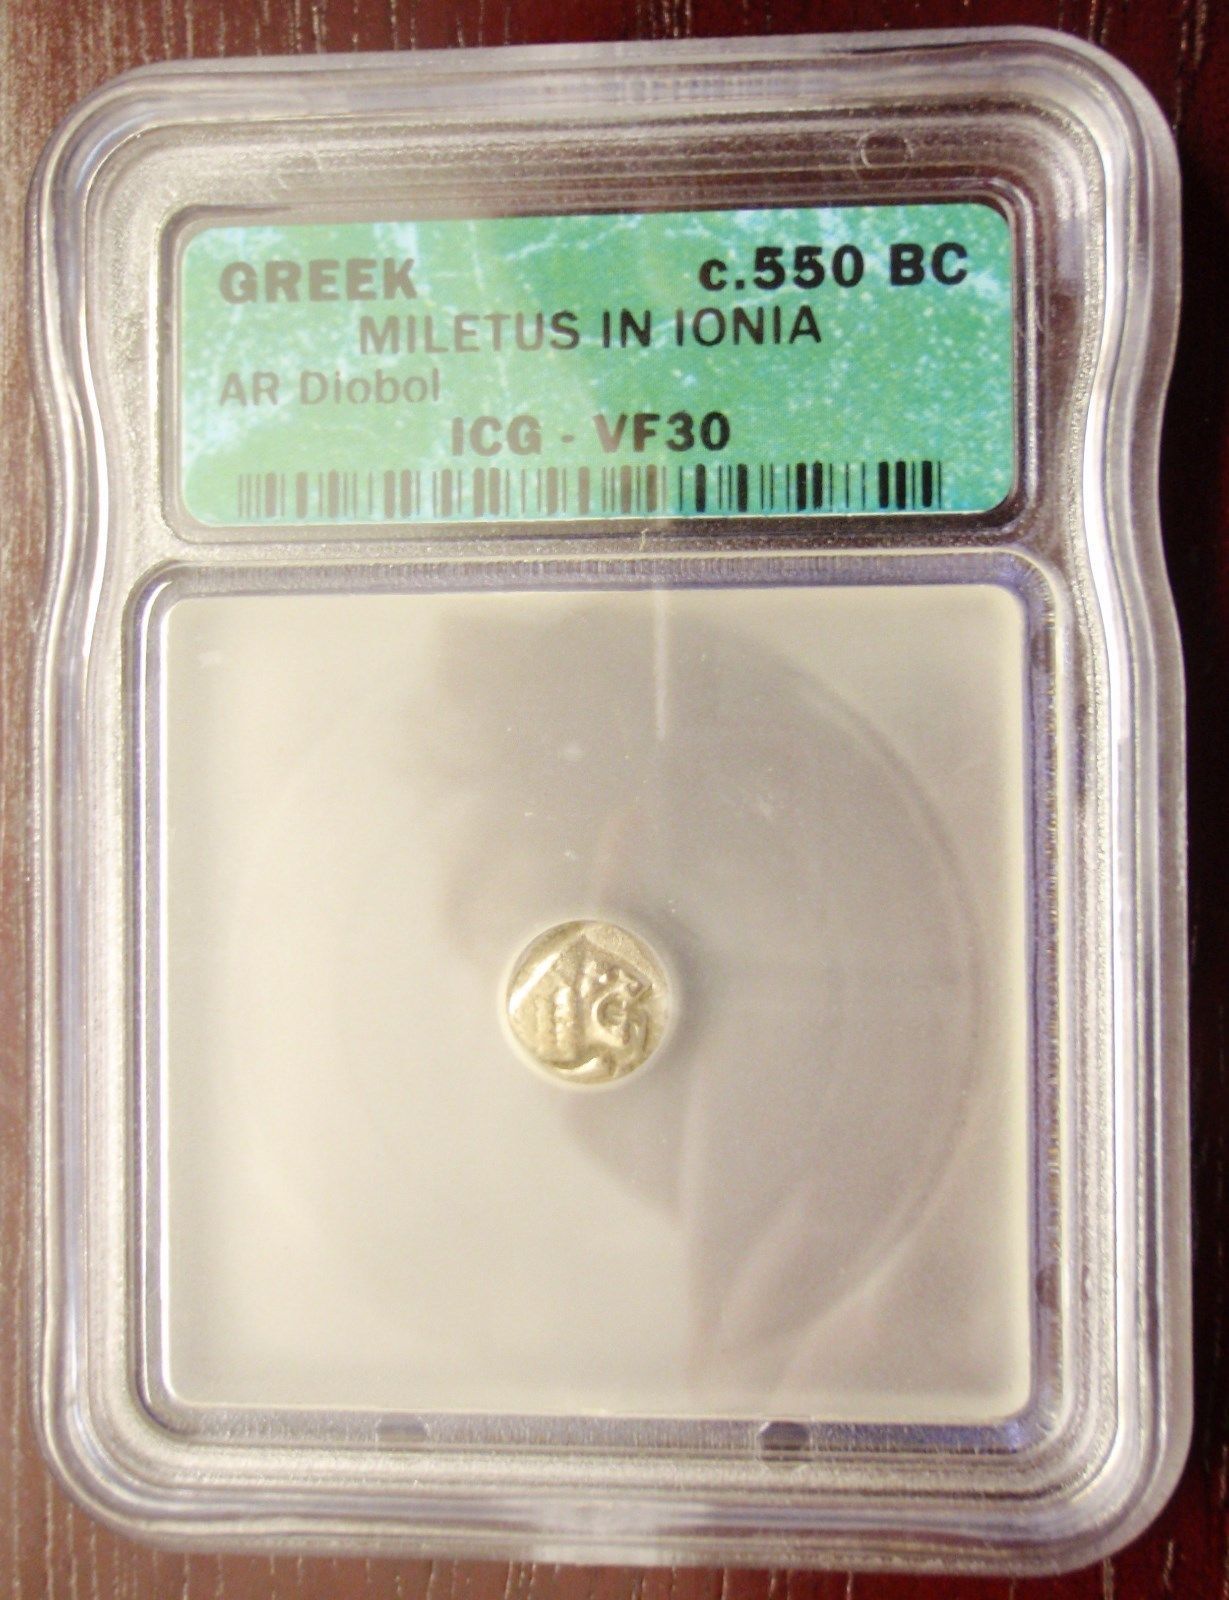 GREEK c.550 BC
MILETUS IN IONIA
AR Diobol
ICG - VF30